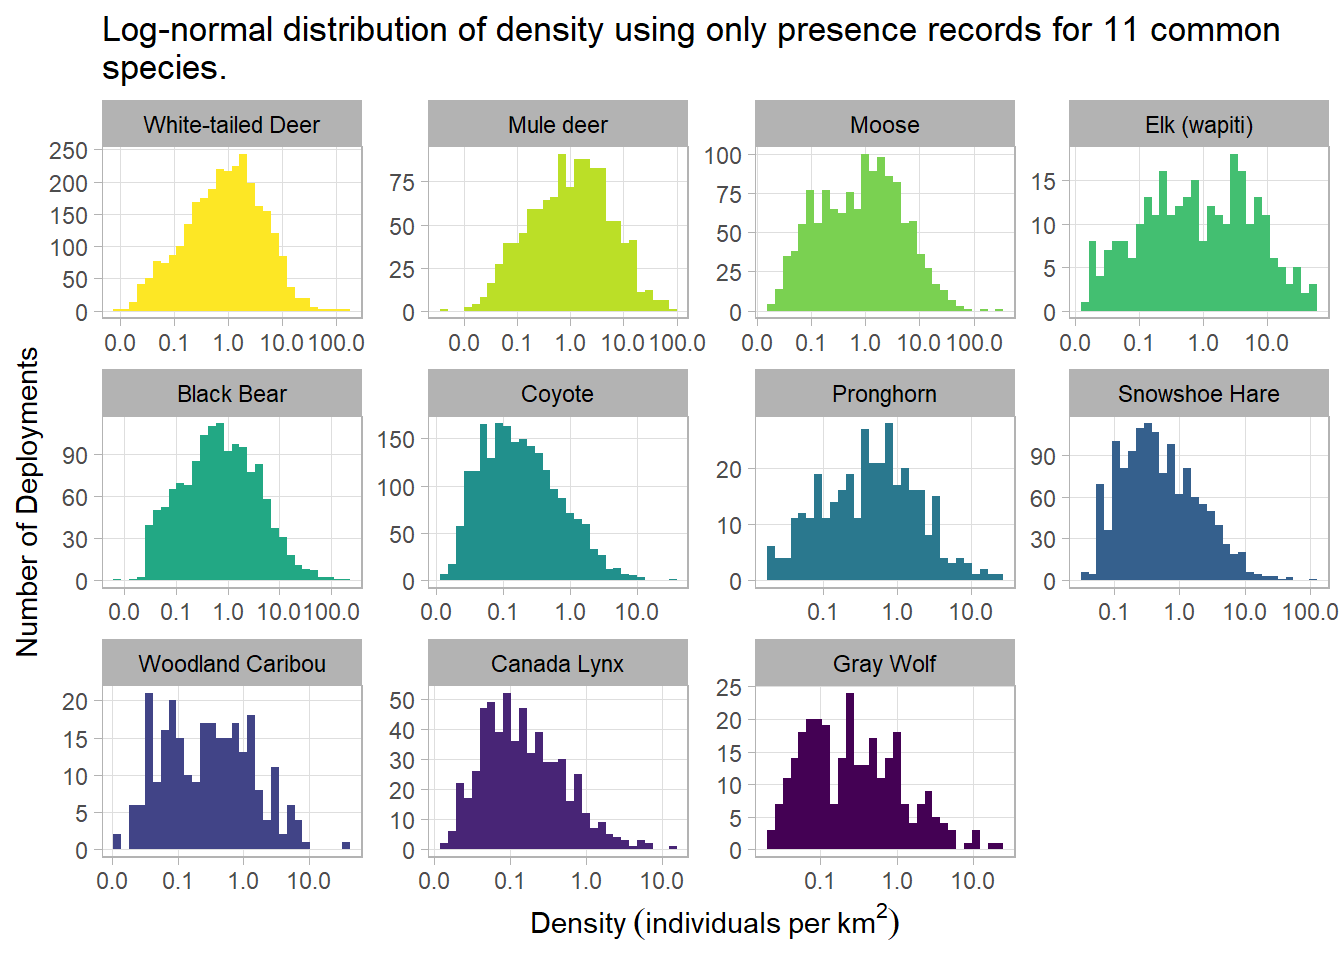 Log-normal distribution of density using only presence records for 11 common
species.
White-tailed Deer
Mule deer
Moose
Elk (wapiti)
250
200
150
100
50
0
75
50
25
0
100
75
50
25
0
15
10
5
0
0.0 0.1 1.0 10.0 100.0
0.0 0.1 1.0 10.0 100.0
0.0 0.1 1.0 10.0 100.0
0.0 0.1 1.0 10.0
Black Bear
Coyote
Pronghorn
Snowshoe Hare
90
60
30
0
150
100
50
0
20
10
0
90
60
30
0
0.0 0.1 1.0 10.0 100.0
0.0 0.1 1.0 10.0
0.1 1.0 10.0
0.1 1.0 10.0 100.0
Woodland Caribou
Canada Lynx
Gray Wolf
20
15
10
5
0
50
40
30
20
10
0
25
20
15
10
5
0
0.0 0.1 1.0 10.0
0.0 0.1 1.0 10.0
0.1 1.0 10.0
Number of Deployments
Density (individuals per km²)